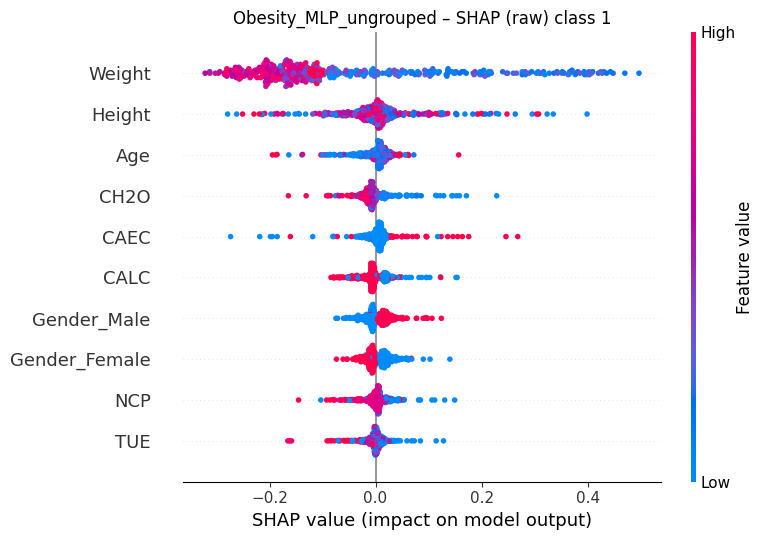 Obesity_MLP_ungrouped – SHAP (raw) class 1
High
Weight
Height
Age
CH2O
CAEC
CALC
Gender_Male
Gender_Female
NCP
TUE
Feature value
Low
−0.2 0.0 0.2 0.4
SHAP value (impact on model output)